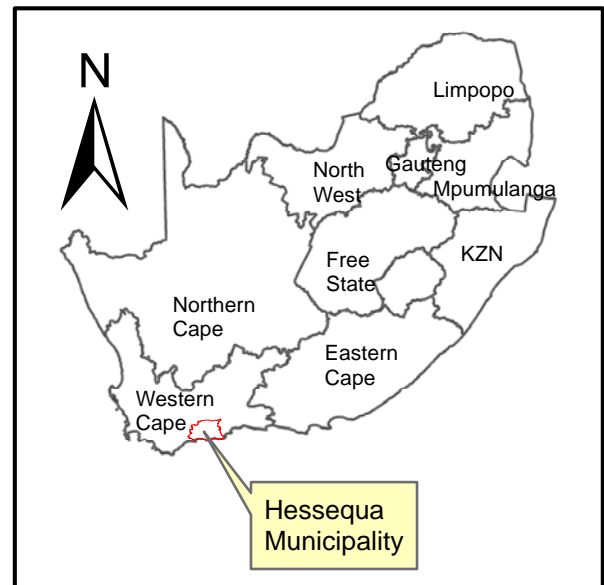 N
Limpopo
North
West
Gauteng
Mpumulanga
Free
State
KZN
Northern
Cape
Eastern
Cape
Western
Cape
Hessequa
Municipality